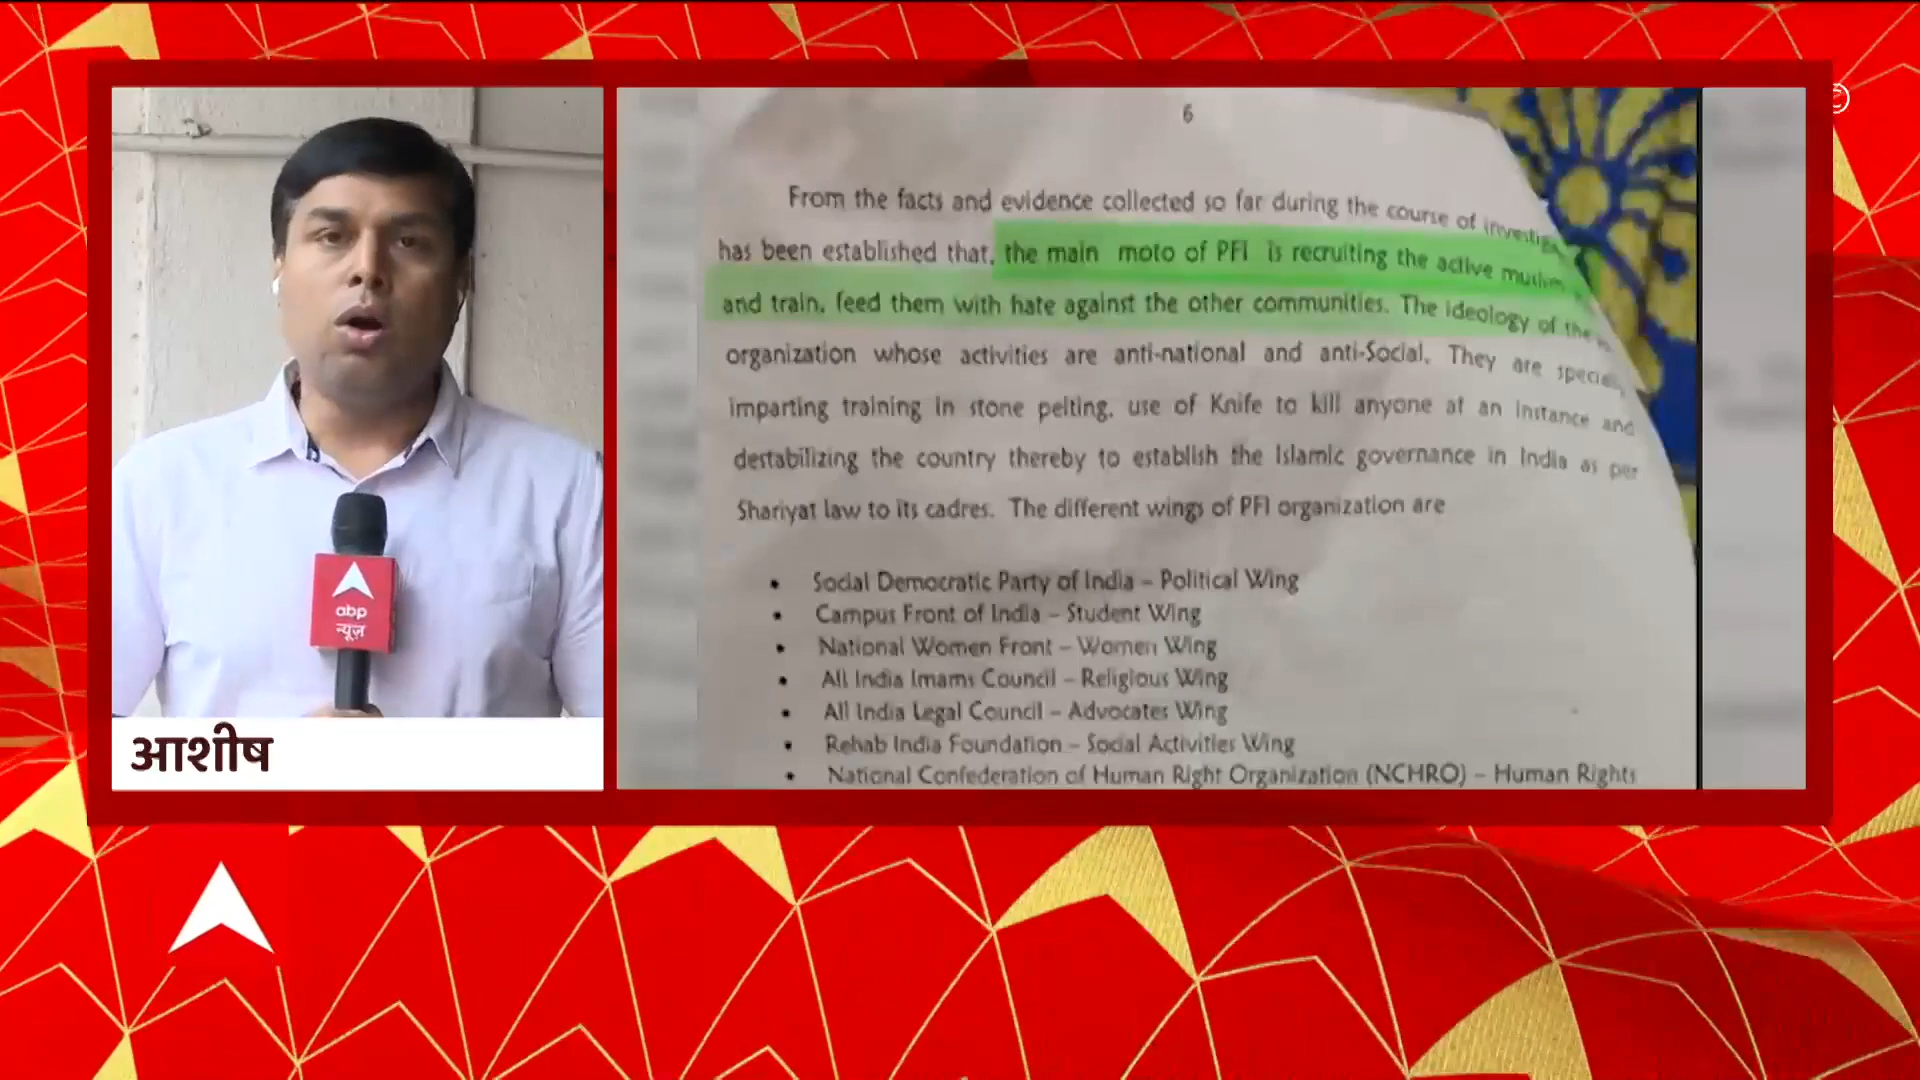 6
From the facts and evidence collected so far during the course of
has been established that, the main moto of PFI is recruiting the active
and train, feed them with hate against the other communities. The ideology of the
organization whose activities are anti-national and anti-Social. They are
imparting training in stone pelting, use of Knife to kill anyone at an instance and
destabilizing the country thereby to establish the Islamic governance in India as per
Shariyat law to its cadres. The different wings of PFI organization are
• Social Democratic Party of India – Political Wing
• Campus Front of India – Student Wing
• National Women Front – Women Wing
• All India Imams Council – Religious Wing
• All India Legal Council – Advocates Wing
• Rehab India Foundation – Social Activities Wing
• National Confederation of Human Right Organization (NCHRO) – Human Rights
abp
न्यूज़
आशीष